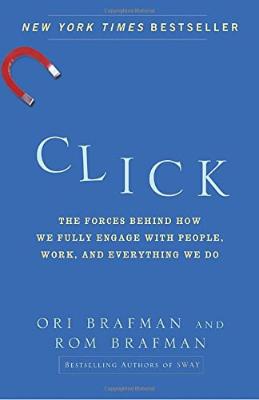 NEW YORK TIMES BESTSELLER
CLICK
THE FORCES BEHIND HOW
WE FULLY ENGAGE WITH PEOPLE,
WORK, AND EVERYTHING WE DO
ORI BRAFMAN AND
ROM BRAFMAN
BESTSELLING AUTHORS OF SWAY